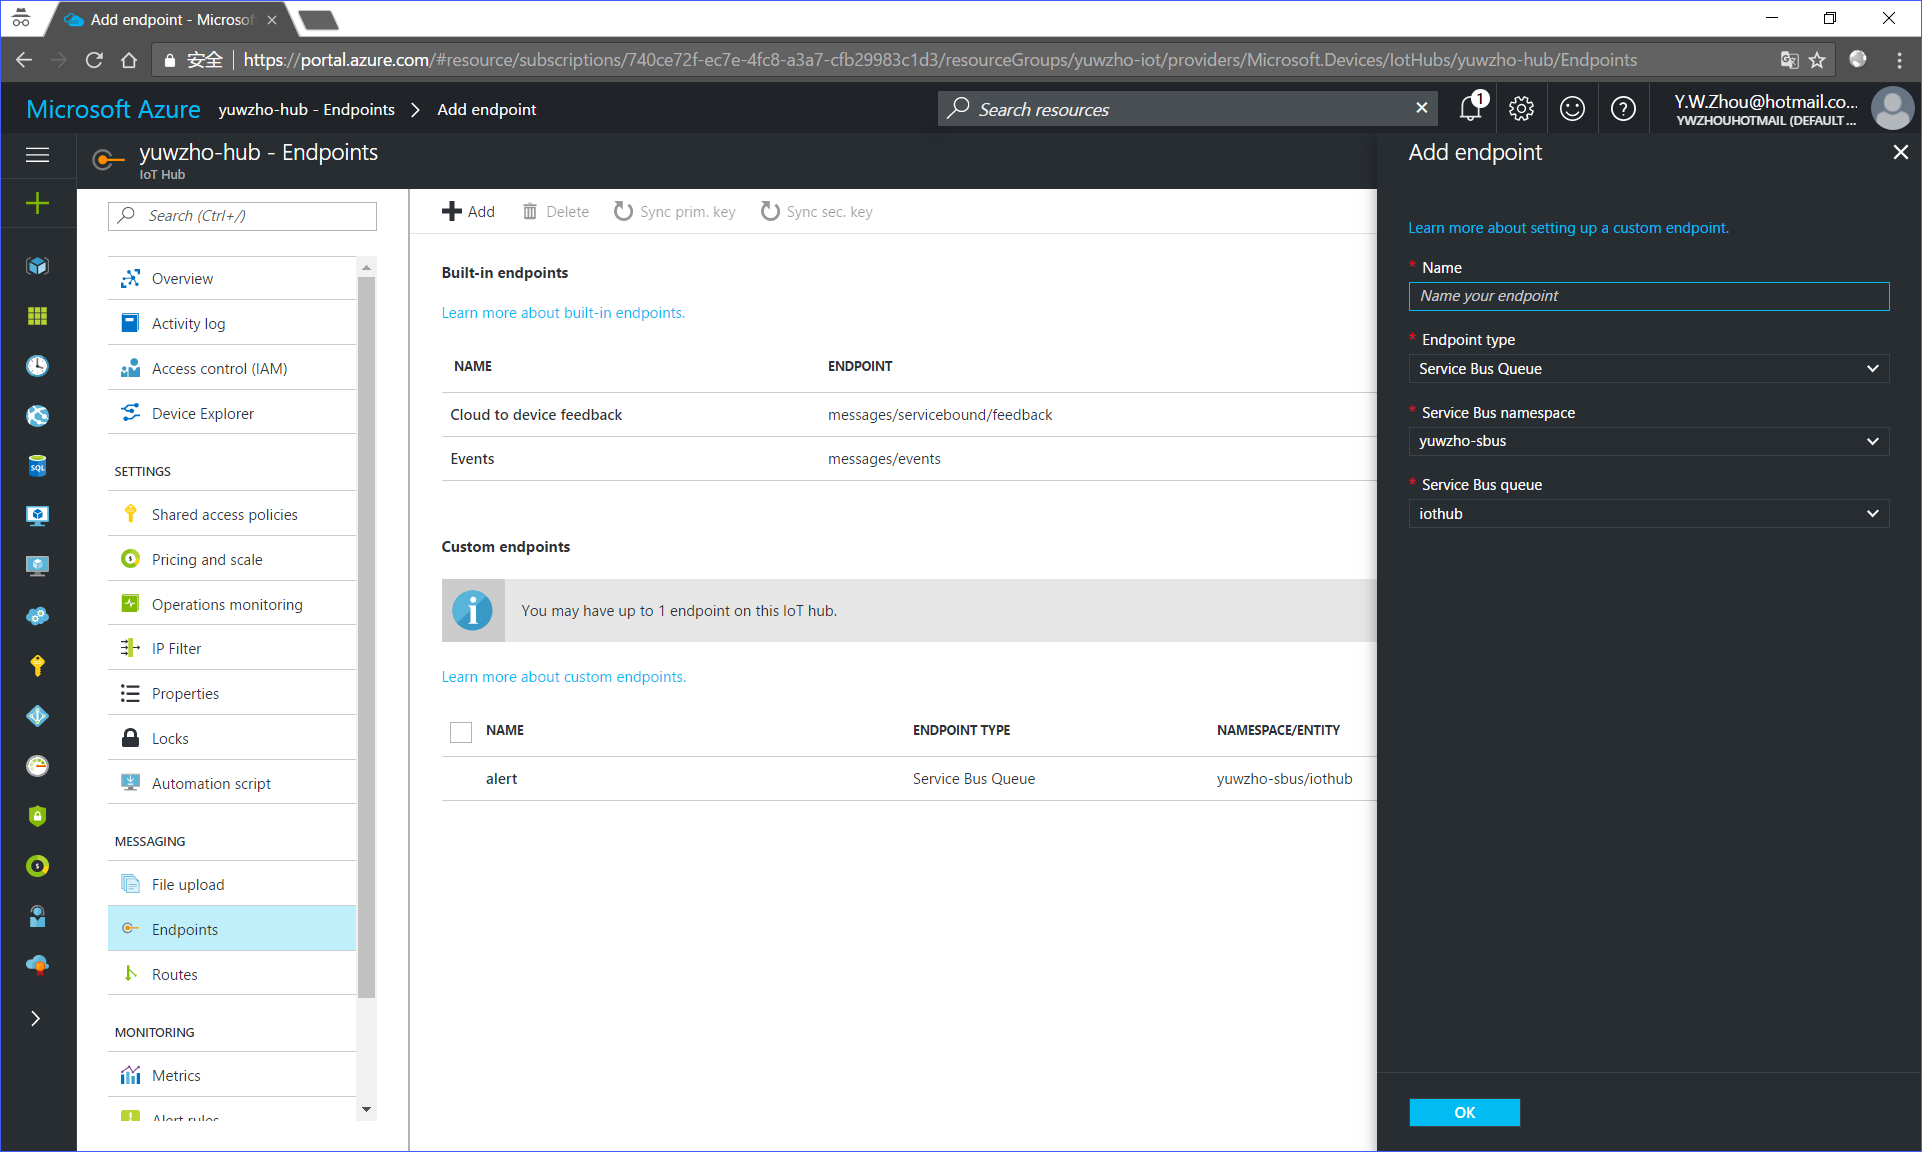 Add endpoint - Microsof
安全
https://portal.azure.com/#resource/subscriptions/740ce72f-ec7e-4fc8-a3a7-cfb29983c1d3/resourceGroups/yuwzho-iot/providers/Microsoft.Devices/IotHubs/yuwzho-hub/Endpoints
Microsoft Azure
yuwzho-hub - Endpoints
Add endpoint
Search resources
1
Y.W.Zhou@hotmail.co...
YWZHOUHOTMAIL (DEFAULT ...
yuwzho-hub - Endpoints
IoT Hub
Search (Ctrl+/)
Overview
Activity log
Access control (IAM)
Device Explorer
SETTINGS
Shared access policies
Pricing and scale
Operations monitoring
IP Filter
Properties
Locks
Automation script
MESSAGING
File upload
Endpoints
Routes
MONITORING
Metrics
Alert rules
SQL
Add
Delete
Sync prim. key
Sync sec. key
Built-in endpoints
Learn more about built-in endpoints.
NAME
ENDPOINT
Cloud to device feedback
messages/servicebound/feedback
Events
messages/events
Custom endpoints
You may have up to 1 endpoint on this IoT hub.
Learn more about custom endpoints.
NAME
ENDPOINT TYPE
NAMESPACE/ENTITY
alert
Service Bus Queue
yuwzho-sbus/iothub
Add endpoint
Learn more about setting up a custom endpoint.
* Name
Name your endpoint
* Endpoint type
Service Bus Queue
* Service Bus namespace
yuwzho-sbus
* Service Bus queue
iothub
OK